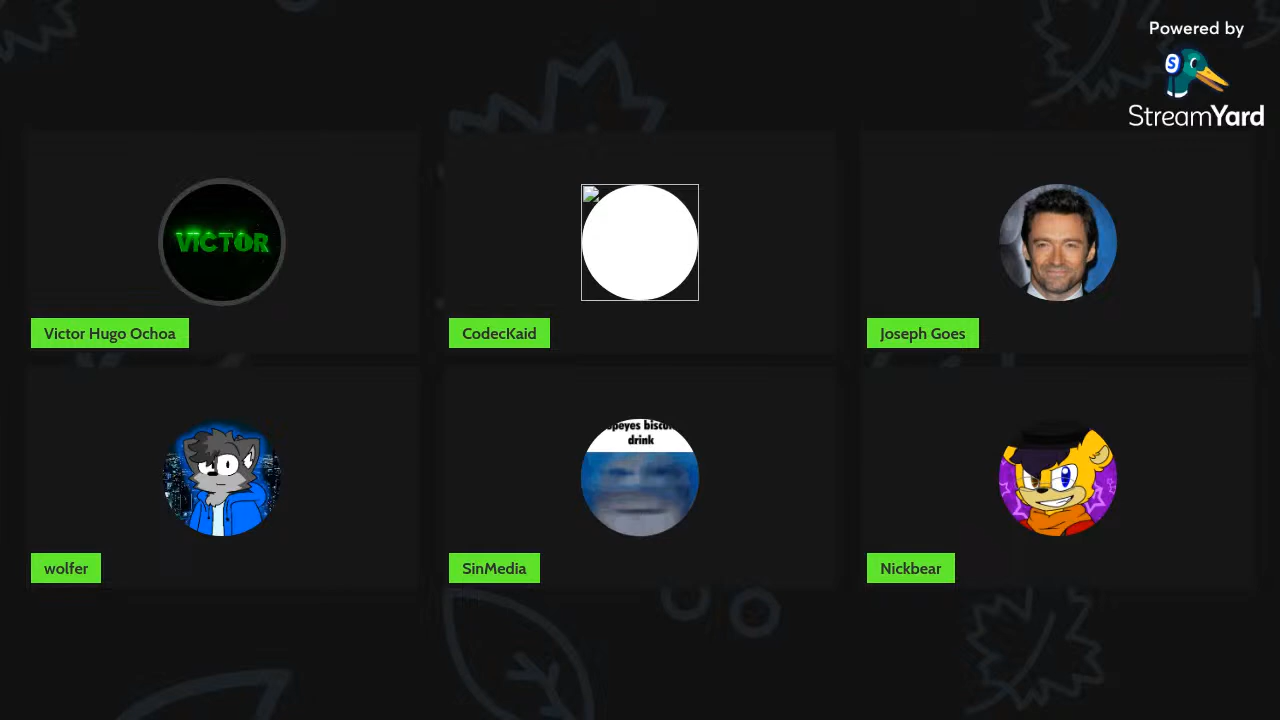 Powered by
S
StreamYard
VICTOR
Victor Hugo Ochoa
CodecKaid
Joseph Goes
drink
wolfer
SinMedia
Nickbear